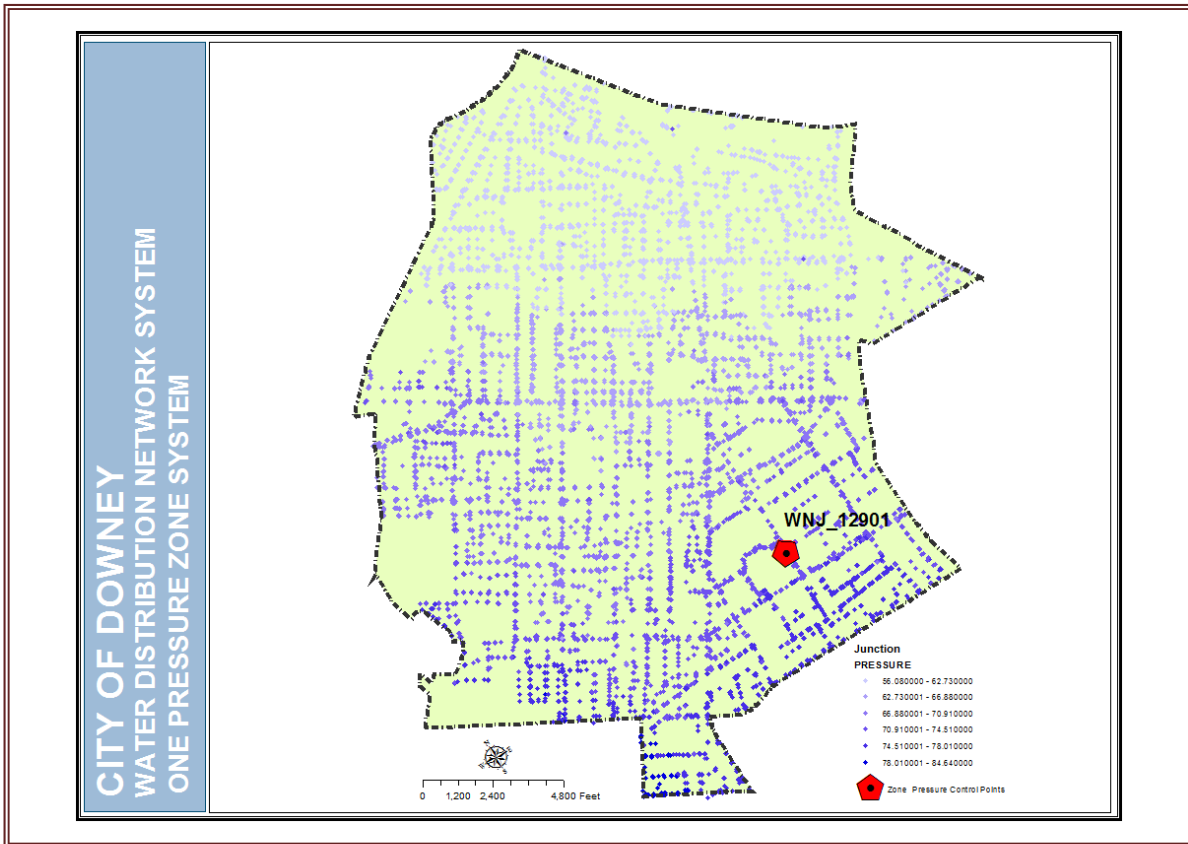 CITY OF DOWNEY
WATER DISTRIBUTION NETWORK SYSTEM
ONE PRESSURE ZONE SYSTEM
WNJ_12901
Junction
PRESSURE
56.080000 - 62.730000
62.730001 - 66.880000
66.880001 - 70.910000
70.910001 - 74.510000
74.510001 - 78.010000
78.010001 - 84.640000
Zone Pressure Control Points
0 1,200 2,400 4,800 Feet